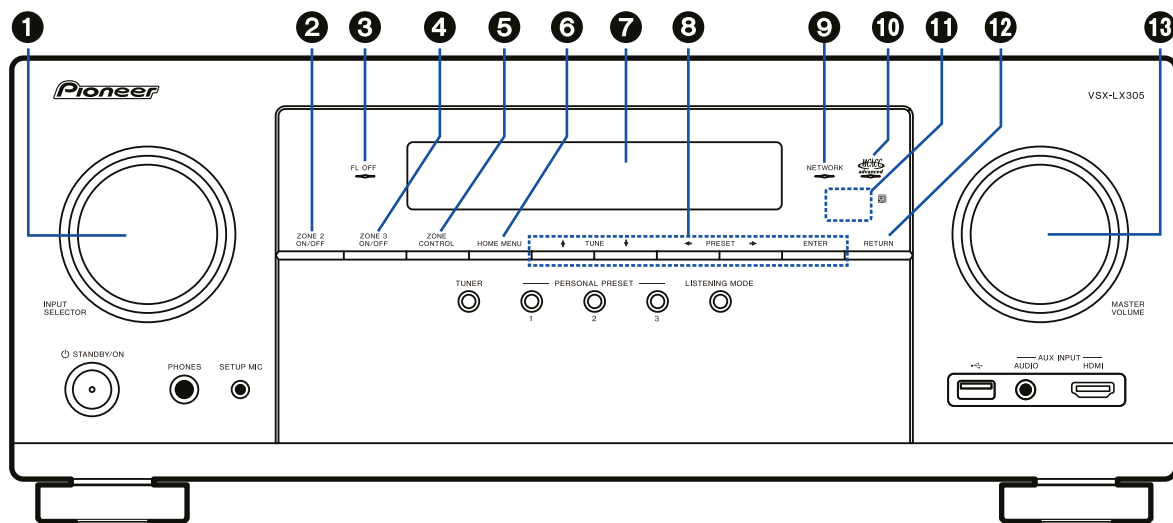 1 2 3 4 5 6 7 8 9 10 11 12 13
Pioneer
VSX-LX305
FL OFF
NETWORK
MCACC
advanced
ZONE 2
ON/OFF
ZONE 3
ON/OFF
ZONE
CONTROL
HOME MENU
TUNE
PRESET
ENTER
RETURN
INPUT
SELECTOR
TUNER
PERSONAL PRESET
LISTENING MODE
1 2 3
MASTER
VOLUME
STANDBY/ON
PHONES
SETUP MIC
AUX INPUT
AUDIO
HDMI